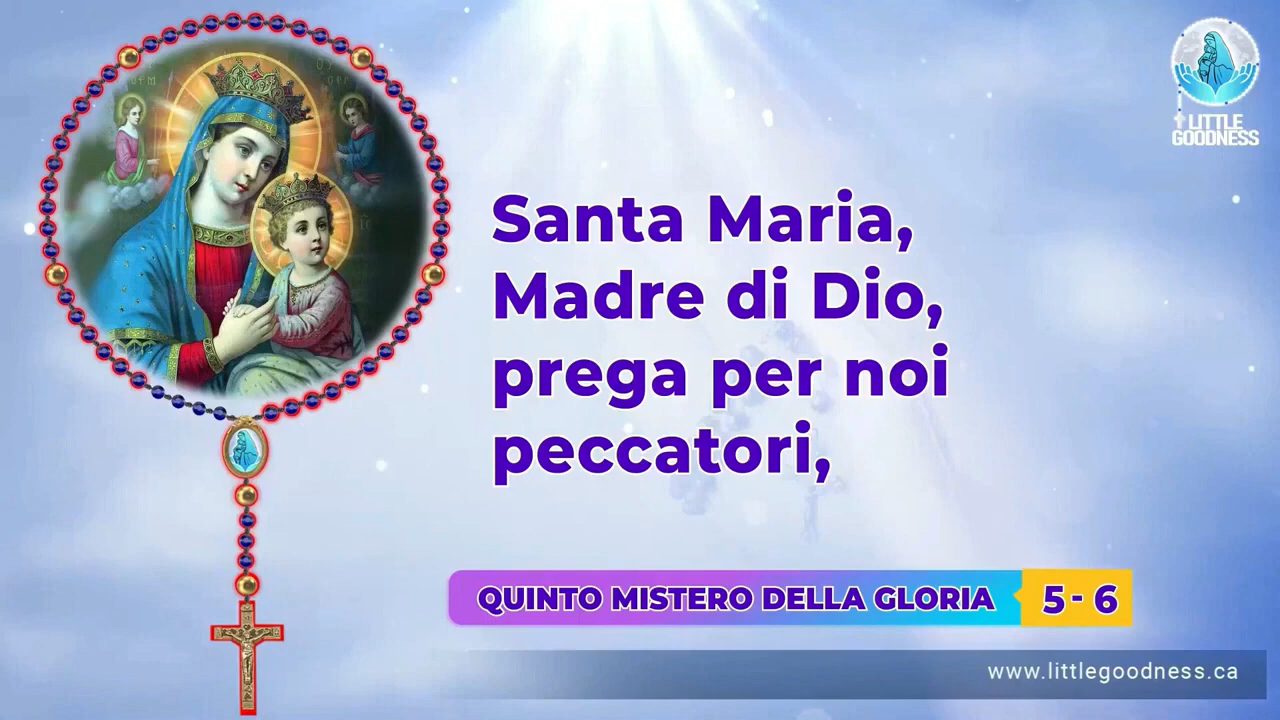 LITTLE
GOODNESS
Santa Maria,
Madre di Dio,
prega per noi
peccatori,
QUINTO MISTERO DELLA GLORIA 5 - 6
www.littlegoodness.ca